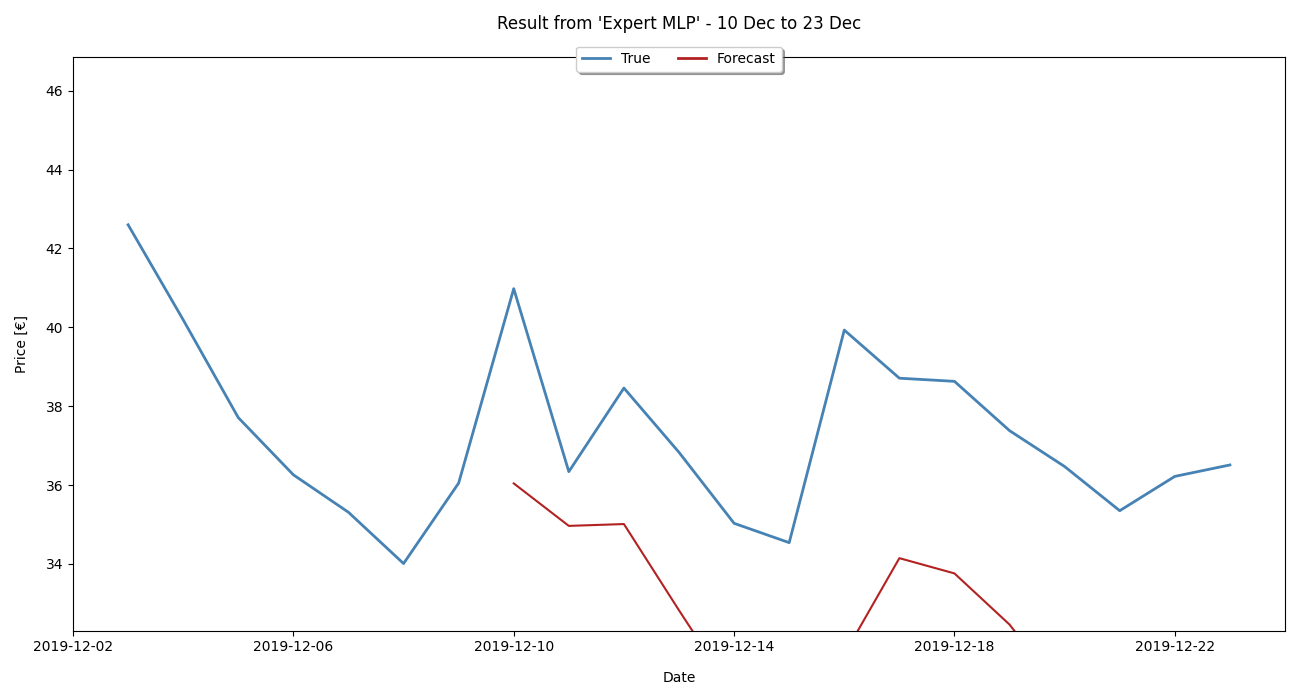 Result from 'Expert MLP' - 10 Dec to 23 Dec
True Forecast
46
44
42
40
38
36
34
Price [€]
2019-12-02 2019-12-06 2019-12-10 2019-12-14 2019-12-18 2019-12-22
Date